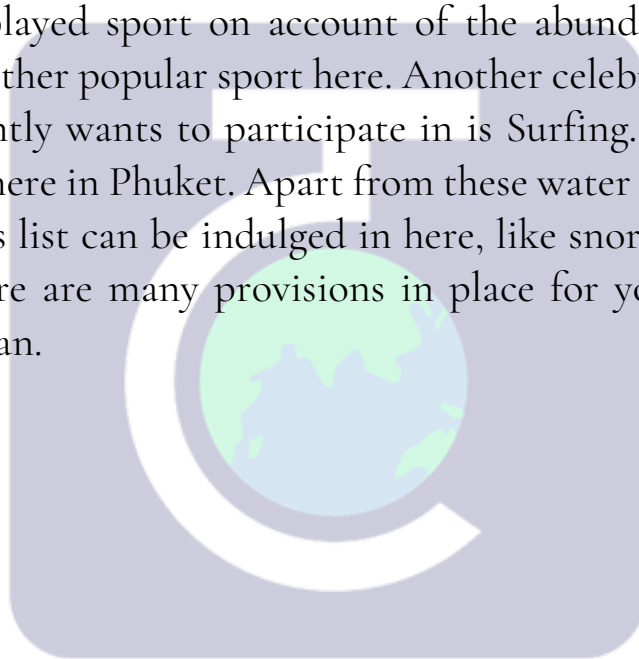 played sport on account of the abund
ther popular sport here. Another celeb
ntly wants to participate in is Surfing.
here in Phuket. Apart from these water
s list can be indulged in here, like snor
re are many provisions in place for yo
an.